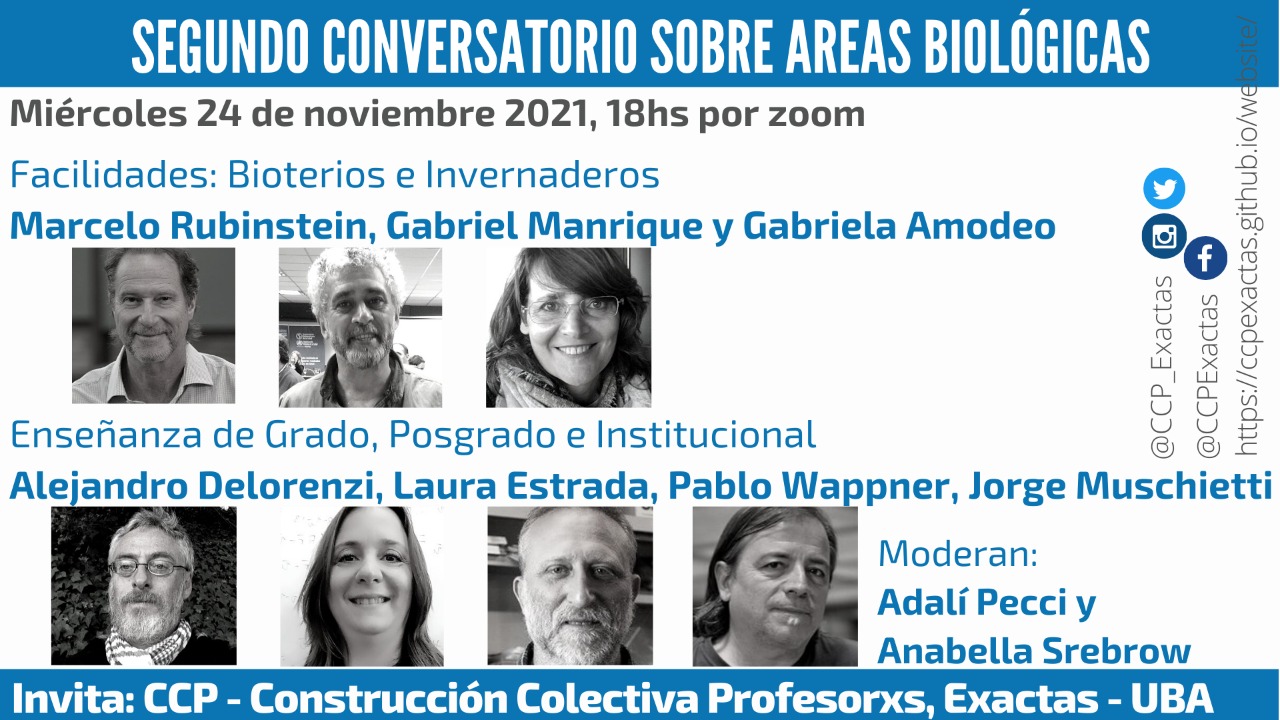 SEGUNDO CONVERSATORIO SOBRE AREAS BIOLÓGICAS
Miércoles 24 de noviembre 2021, 18hs por zoom
Facilidades: Bioterios e Invernaderos
Marcelo Rubinstein, Gabriel Manrique y Gabriela Amodeo
@CCP_Exactas
@CCPExactas
https://ccpexactas.github.io/website/
Enseñanza de Grado, Posgrado e Institucional
Alejandro Delorenzi, Laura Estrada, Pablo Wappner, Jorge Muschietti
Moderan:
Adalí Pecci y
Anabella Srebrow
Invita: CCP - Construcción Colectiva Profesorxs, Exactas - UBA